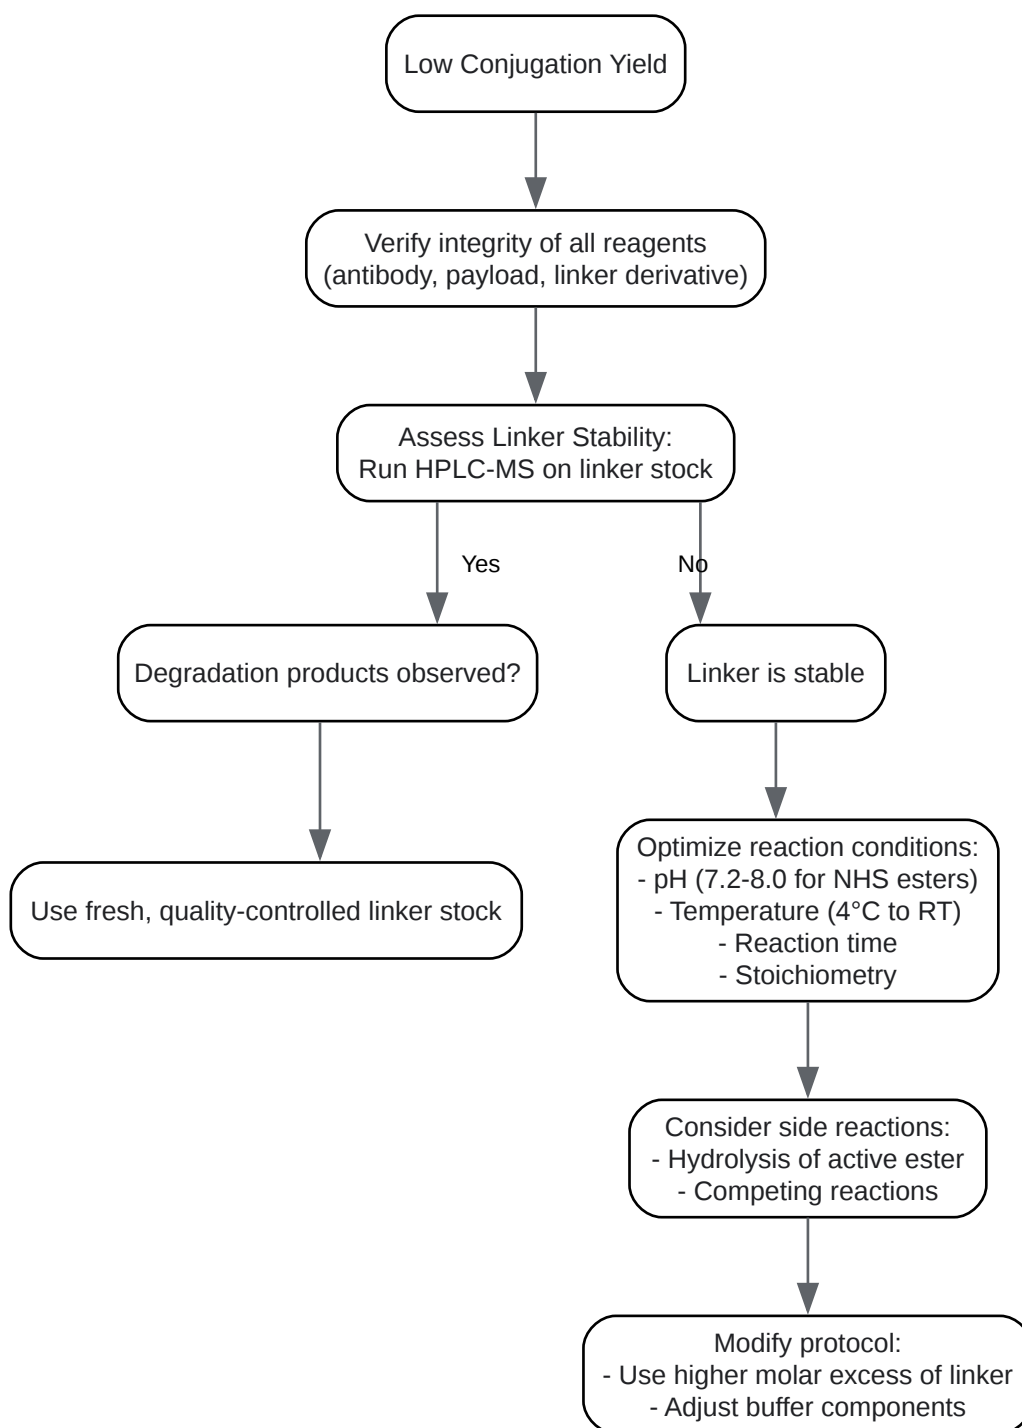 Low Conjugation Yield
Verify integrity of all reagents
(antibody, payload, linker derivative)
Assess Linker Stability:
Run HPLC-MS on linker stock
Yes
No
Degradation products observed?
Linker is stable
Use fresh, quality-controlled linker stock
Optimize reaction conditions:
- pH (7.2-8.0 for NHS esters)
- Temperature (4°C to RT)
- Reaction time
- Stoichiometry
Consider side reactions:
- Hydrolysis of active ester
- Competing reactions
Modify protocol:
- Use higher molar excess of linker
- Adjust buffer components